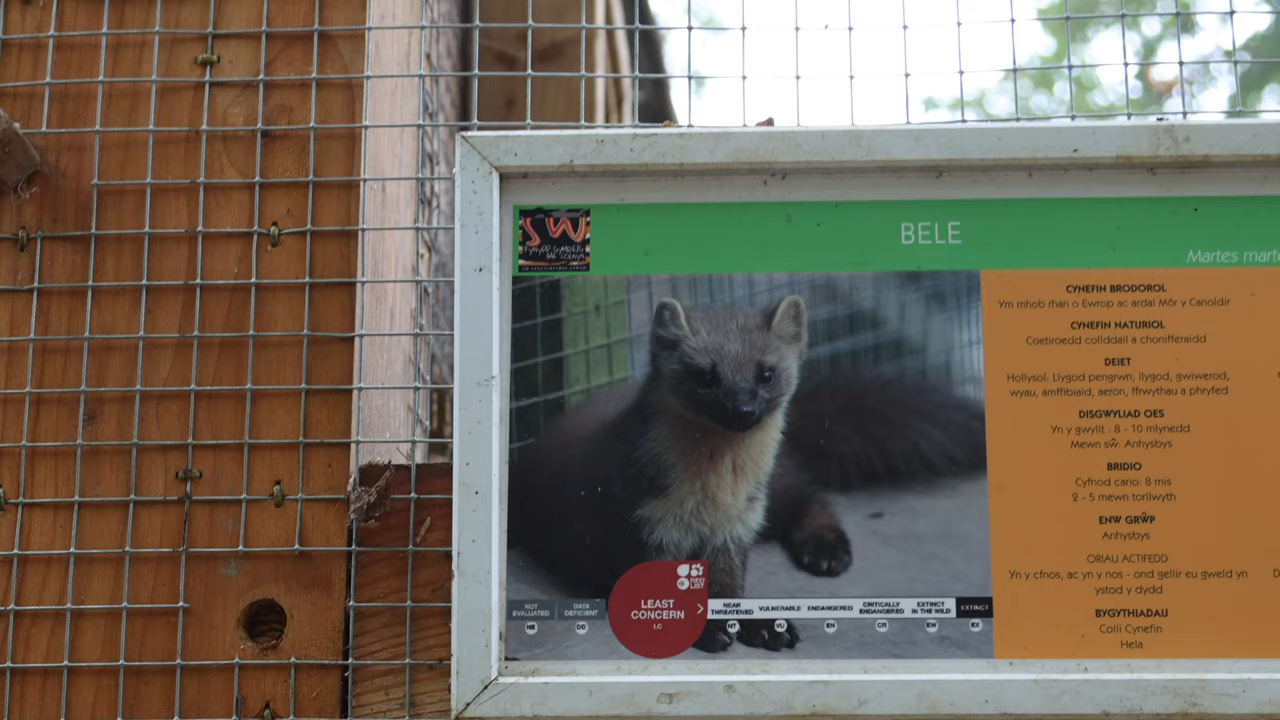 SW
BELE
Martes mart
CYNEFIN BRODOROL
Ym mhob rhan o Ewrop ac ardal Môr y Canoldir
CYNEFIN NATURIOL
Coetiroedd collddail a chonifferaidd
DEIET
Hollysol: Llygod pengrwn, llygod, gwiwerod,
wyau, amffibiaid, aeron, ffrwythau a phryfed
DISGWYLIAD OES
Yn y gwyllt : 8 - 10 mlynedd
Mewn sŵ: Anhysbys
BRIDIO
Cyfnod cario: 8 mis
2 - 5 mewn torllwyth
ENW GRŴP
Anhysbys
ORIAU ACTIFEDD
Yn y cfnos, ac yn y nos - ond gellir eu gweld yn
ystod y dydd
BYGYTHIADAU
Colli Cynefin
Hela
RED
LIST
NOT
EVALUATED
NE
DATA
DEFICIENT
DD
LEAST
CONCERN
LC
NEAR
THREATENED
NT
VULNERABLE
VU
ENDANGERED
EN
CRITICALLY
ENDANGERED
CR
EXTINCT
IN THE WILD
EW
EXTINCT
EX